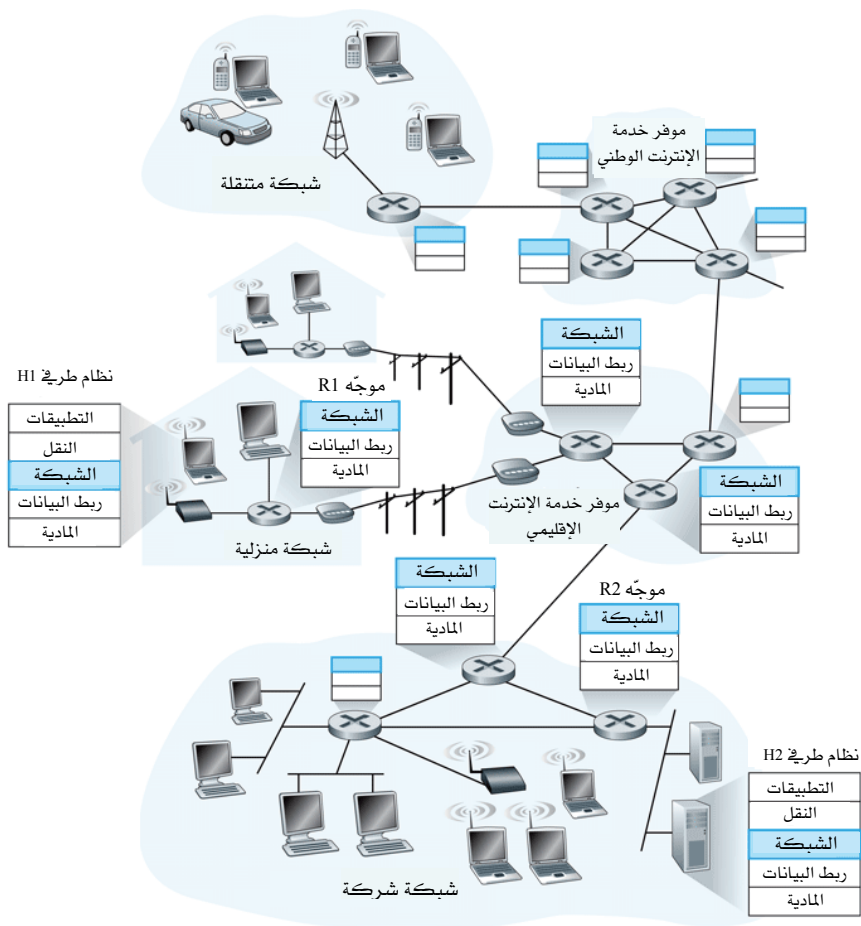 موفر خدمة
الإنترنت الوطني
شبكة متنقلة
الشبكة
ربط البيانات
المادية
نظام طرفي H1
التطبيقات
النقل
الشبكة
ربط البيانات
المادية
موجّه R1
الشبكة
ربط البيانات
المادية
شبكة منزلية
موفر خدمة الإنترنت
الإقليمي
الشبكة
ربط البيانات
المادية
الشبكة
ربط البيانات
المادية
موجّه R2
الشبكة
ربط البيانات
المادية
نظام طرفي H2
التطبيقات
النقل
الشبكة
ربط البيانات
المادية
شبكة شركة